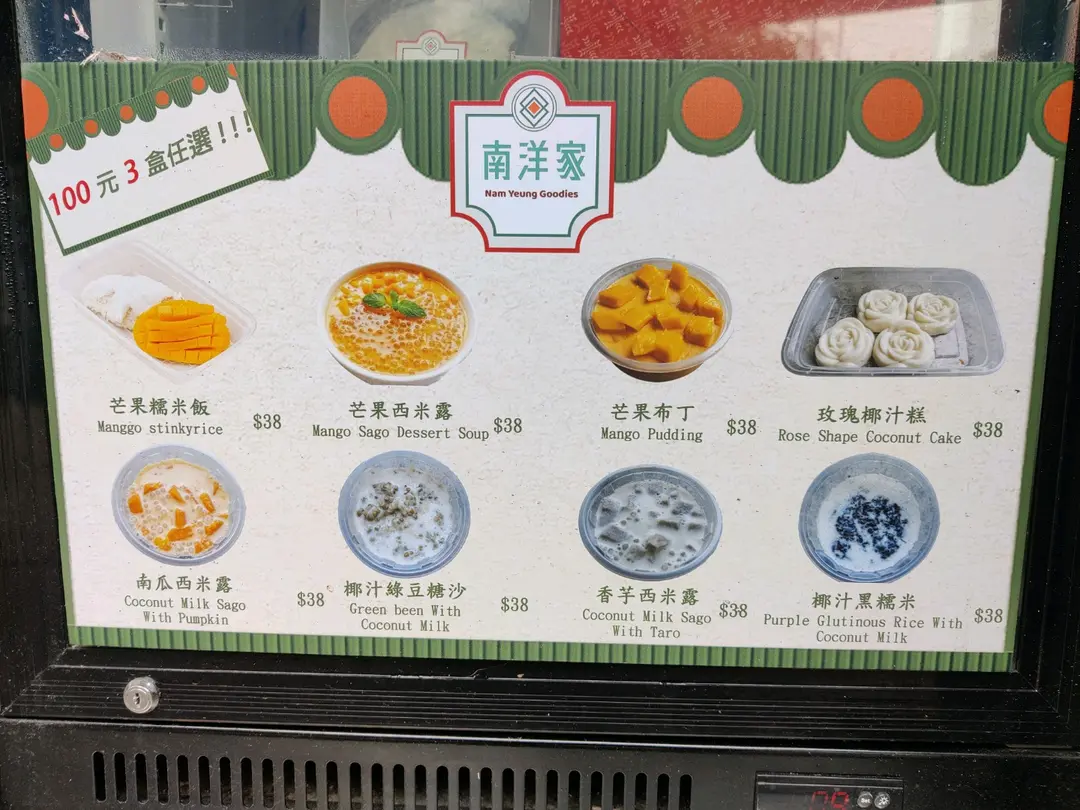 100 元 3 盒任選 ! ! !
南洋家
Nam Yeung Goodies
芒果糯米飯
Manggo stinkyrice
$38
芒果西米露
Mango Sago Dessert Soup
$38
芒果布丁
Mango Pudding
$38
玫瑰椰汁糕
Rose Shape Coconut Cake
$38
南瓜西米露
Coconut Milk Sago
With Pumpkin
$38
椰汁綠豆糖沙
Green been With
Coconut Milk
$38
香芋西米露
Coconut Milk Sago
With Taro
$38
椰汁黑糯米
Purple Glutinous Rice With
Coconut Milk
$38